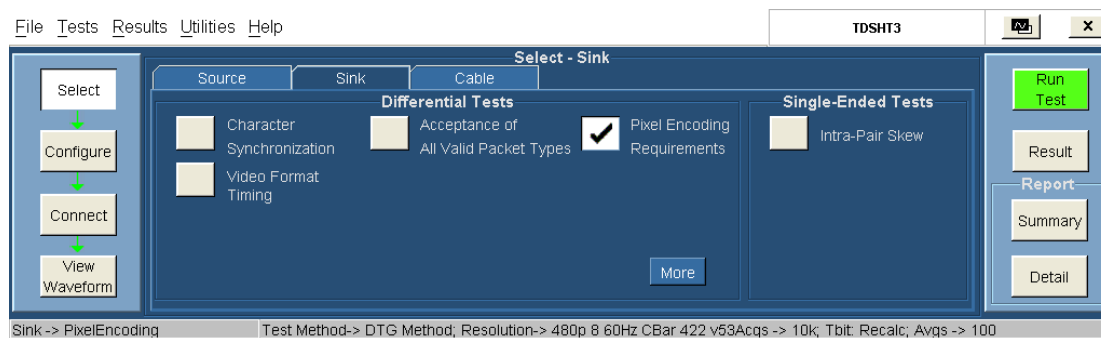 File Tests Results Utilities Help
TDSHT3
x
Select - Sink
Select
Configure
Connect
View
Waveform
Source Sink Cable
Differential Tests
Character
Synchronization
Acceptance of
All Valid Packet Types
Pixel Encoding
Requirements
Video Format
Timing
More
Single-Ended Tests
Intra-Pair Skew
Run
Test
Result
Report
Summary
Detail
Sink -> PixelEncoding Test Method-> DTG Method; Resolution-> 480p 8 60Hz CBar 422 v53Acqs -> 10k; Tbit: Recalc; Avgs -> 100